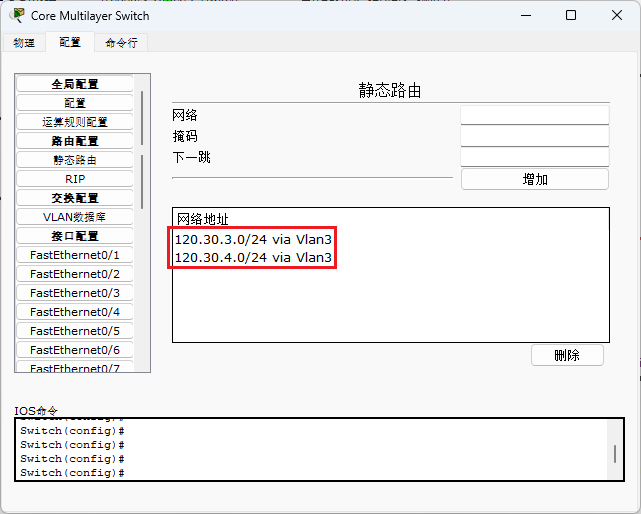 Core Multilayer Switch
物理
配置
命令行
全局配置
配置
运算规则配置
路由配置
静态路由
RIP
交换配置
VLAN数据库
接口配置
FastEthernet0/1
FastEthernet0/2
FastEthernet0/3
FastEthernet0/4
FastEthernet0/5
FastEthernet0/6
FastEthernet0/7
静态路由
网络
掩码
下一跳
增加
网络地址
120.30.3.0/24 via Vlan3
120.30.4.0/24 via Vlan3
删除
IOS命令
Switch(config)#
Switch(config)#
Switch(config)#
Switch(config)#
Switch(config)#